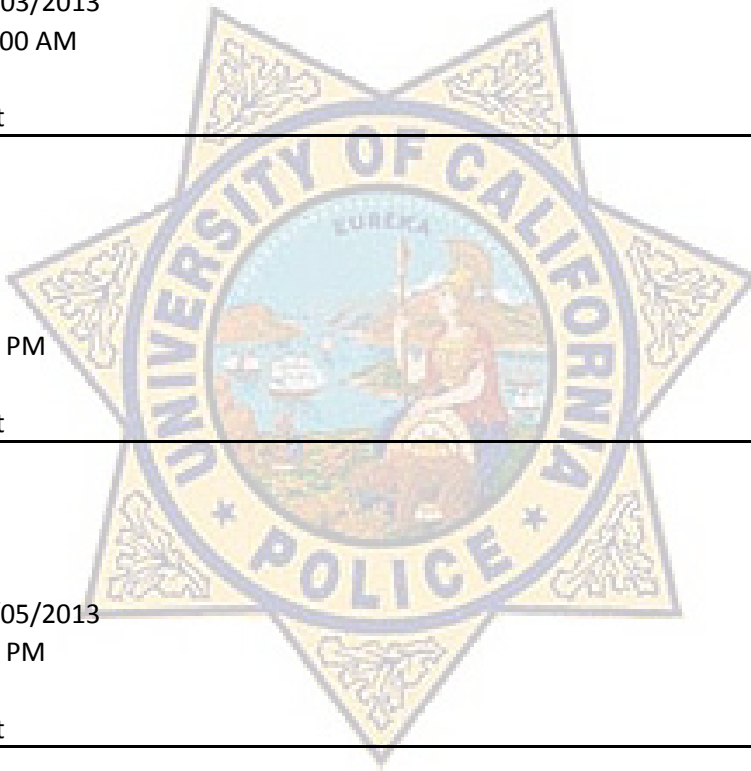 03/2013
00 AM
t
UNIVERSITY OF CALIFORNIA
EUREKA
PM
t
POLICE
05/2013
PM
t